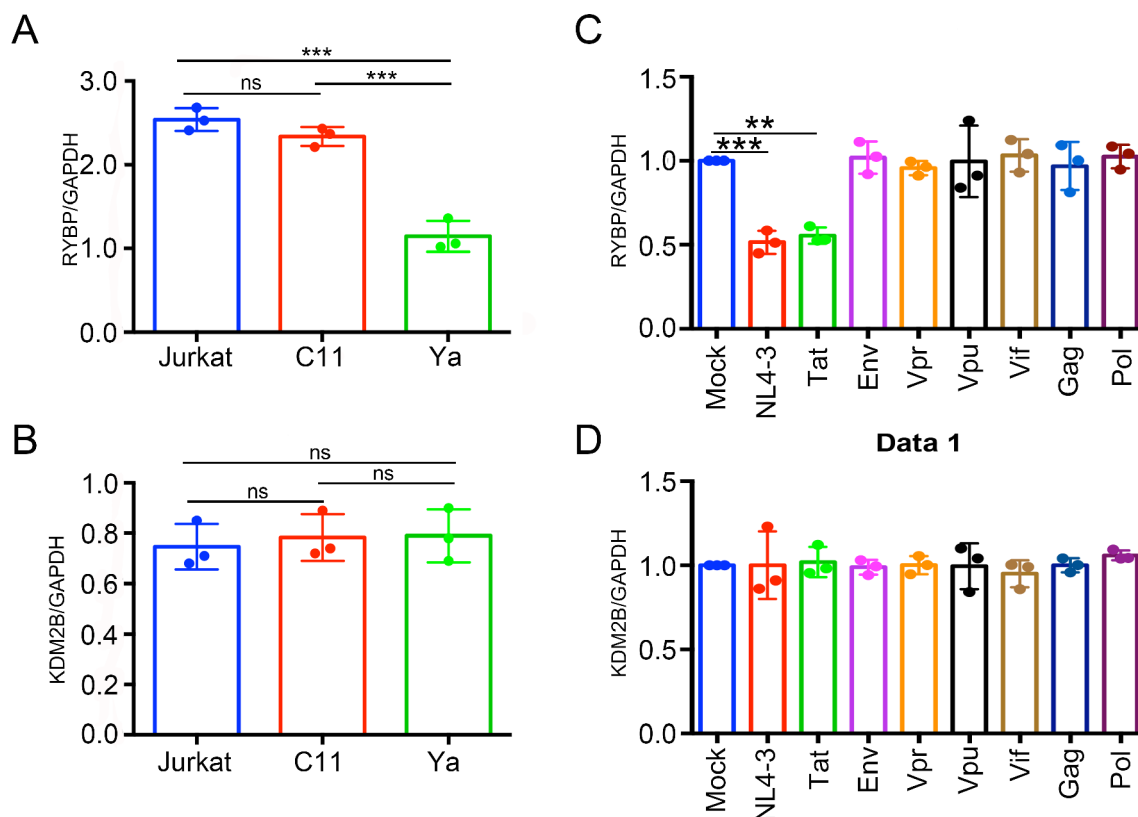 A
***
ns
***
RYBP/GAPDH
3.0
2.0
1.0
0.0
Jurkat
C11
Ya
B
ns
ns
ns
KDM2B/GAPDH
1.0
0.8
0.6
0.4
0.2
0.0
Jurkat
C11
Ya
C
**
***
RYBP/GAPDH
1.5
1.0
0.5
0.0
Mock
NL4-3
Tat
Env
Vpr
Vpu
Vif
Gag
Pol
D
Data 1
KDM2B/GAPDH
1.5
1.0
0.5
0.0
Mock
NL4-3
Tat
Env
Vpr
Vpu
Vif
Gag
Pol